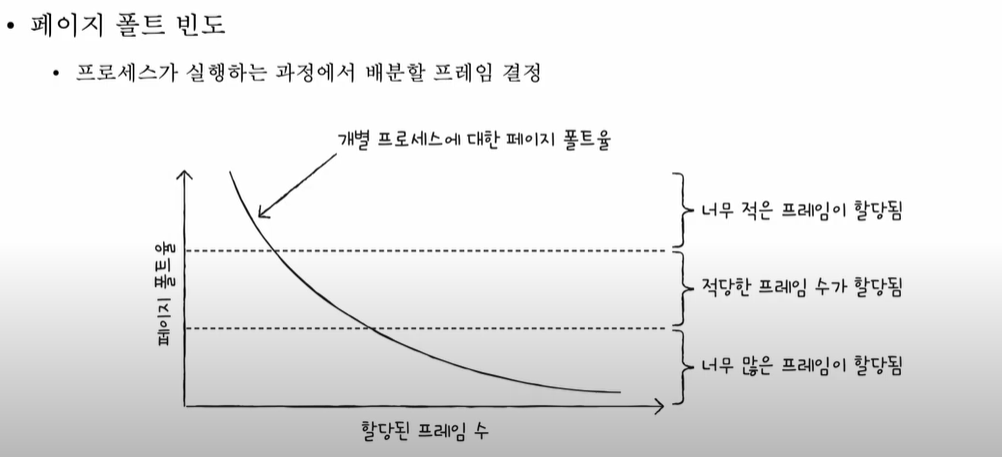 • 페이지 폴트 빈도
• 프로세스가 실행하는 과정에서 배분할 프레임 결정
개별 프로세스에 대한 페이지 폴트율
페이지 폴트율
너무 적은 프레임이 할당됨
적당한 프레임 수가 할당됨
너무 많은 프레임이 할당됨
할당된 프레임 수